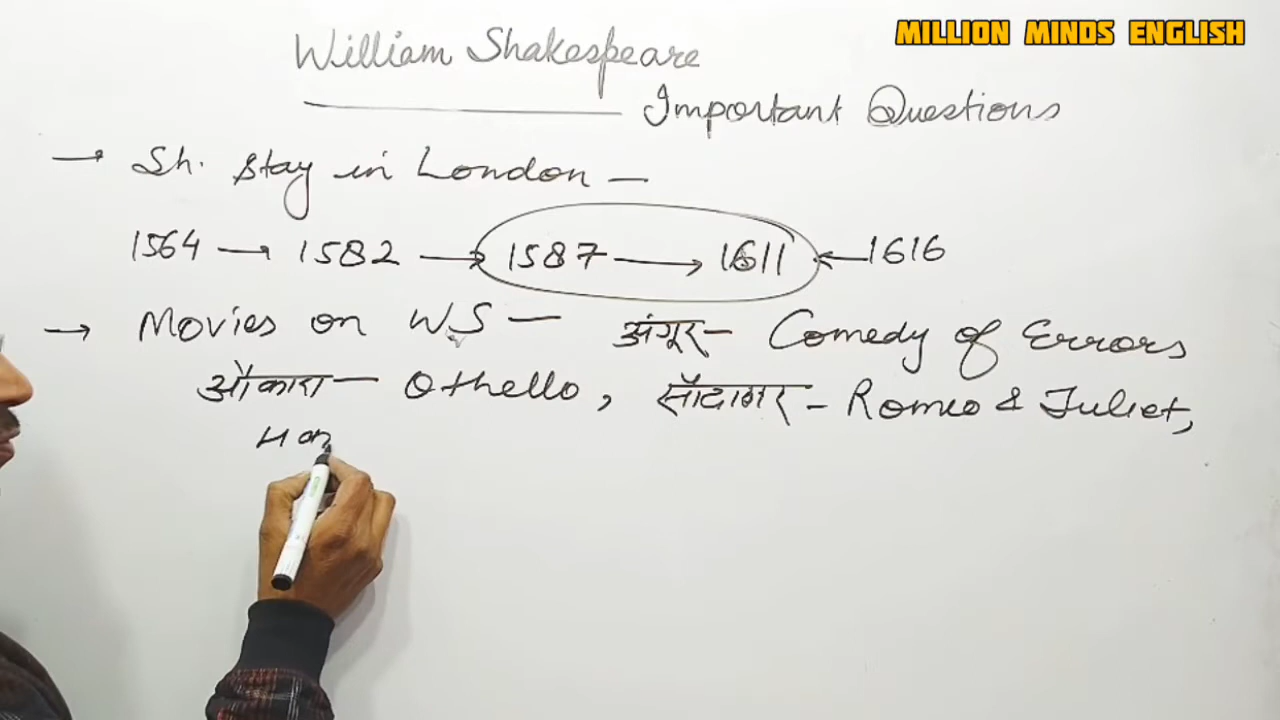 MILLION MINDS ENGLISH
William Shakespeare
Important Questions
→ Sh. stay in London —
1564 → 1582 → 1587 → 1611 ← 1616
→ Movies on WS — अंगूर - Comedy of Errors
ओंकारा - Othello, सौदागर - Romeo & Juliet,